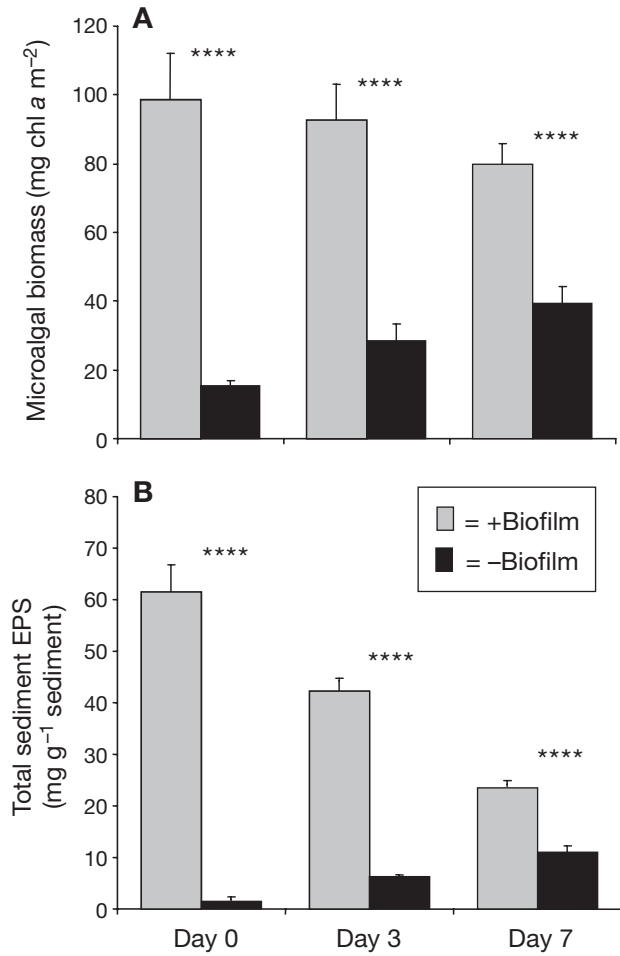 A
120
100
80
60
40
20
0
Microalgal biomass (mg chl a m⁻²)
****
****
****
B
80
70
60
50
40
30
20
10
0
Total sediment EPS
(mg g⁻¹ sediment)
= +Biofilm
= –Biofilm
****
****
****
Day 0 Day 3 Day 7